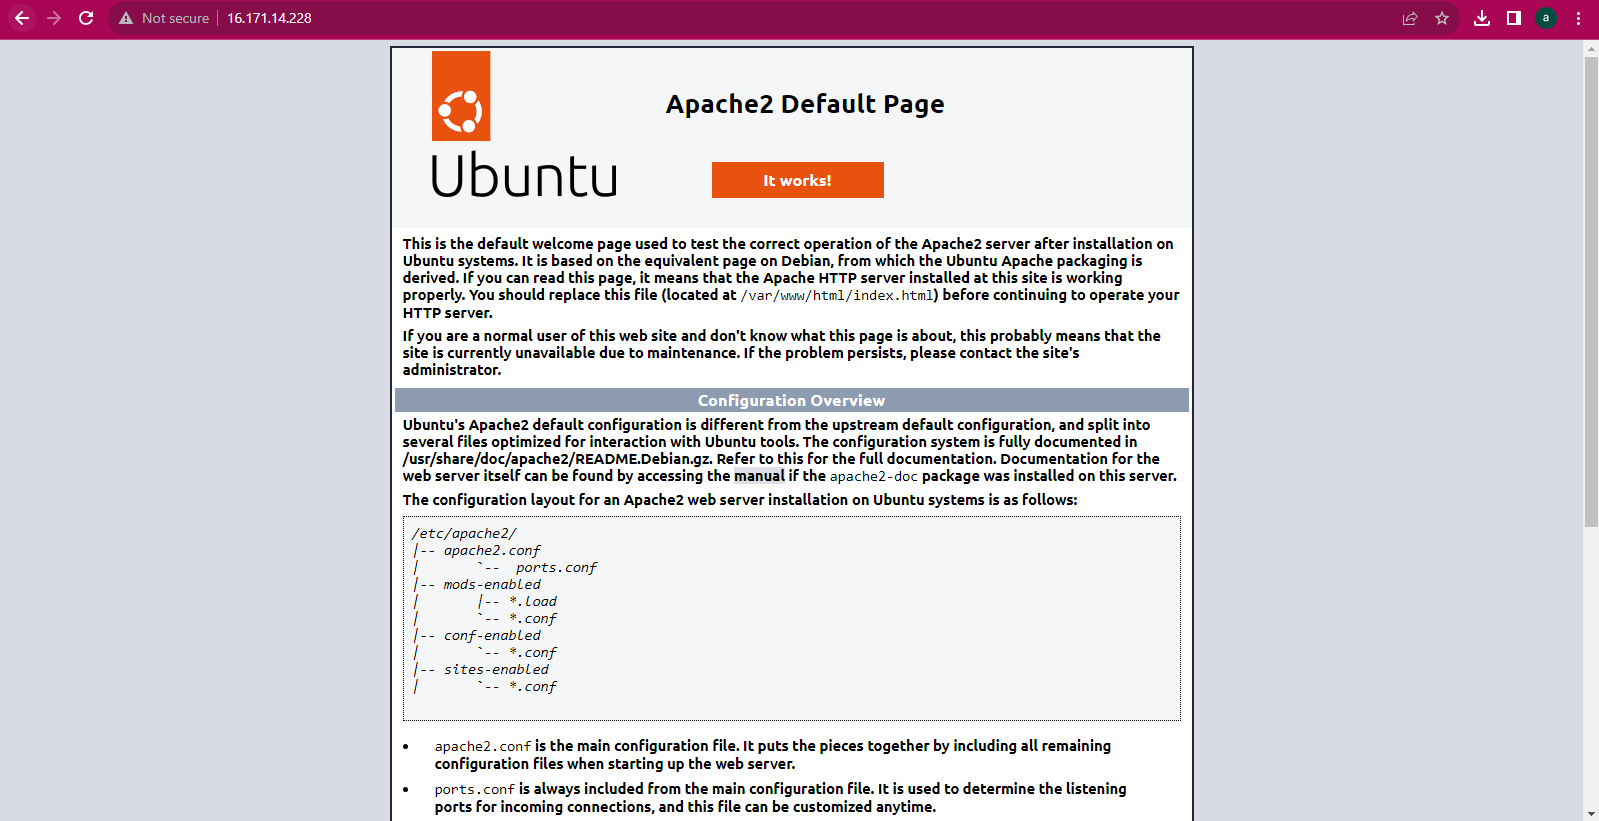 Not secure 16.171.14.228
a
Apache2 Default Page
Ubuntu
It works!
This is the default welcome page used to test the correct operation of the Apache2 server after installation on
Ubuntu systems. It is based on the equivalent page on Debian, from which the Ubuntu Apache packaging is
derived. If you can read this page, it means that the Apache HTTP server installed at this site is working
properly. You should replace this file (located at /var/www/html/index.html) before continuing to operate your
HTTP server.
If you are a normal user of this web site and don't know what this page is about, this probably means that the
site is currently unavailable due to maintenance. If the problem persists, please contact the site's
administrator.
Configuration Overview
Ubuntu's Apache2 default configuration is different from the upstream default configuration, and split into
several files optimized for interaction with Ubuntu tools. The configuration system is fully documented in
/usr/share/doc/apache2/README.Debian.gz. Refer to this for the full documentation. Documentation for the
web server itself can be found by accessing the manual if the apache2-doc package was installed on this server.
The configuration layout for an Apache2 web server installation on Ubuntu systems is as follows:
/etc/apache2/
|-- apache2.conf
|       `--  ports.conf
|-- mods-enabled
|       |-- *.load
|       `-- *.conf
|-- conf-enabled
|       `-- *.conf
|-- sites-enabled
|       `-- *.conf
• apache2.conf is the main configuration file. It puts the pieces together by including all remaining
configuration files when starting up the web server.
• ports.conf is always included from the main configuration file. It is used to determine the listening
ports for incoming connections, and this file can be customized anytime.